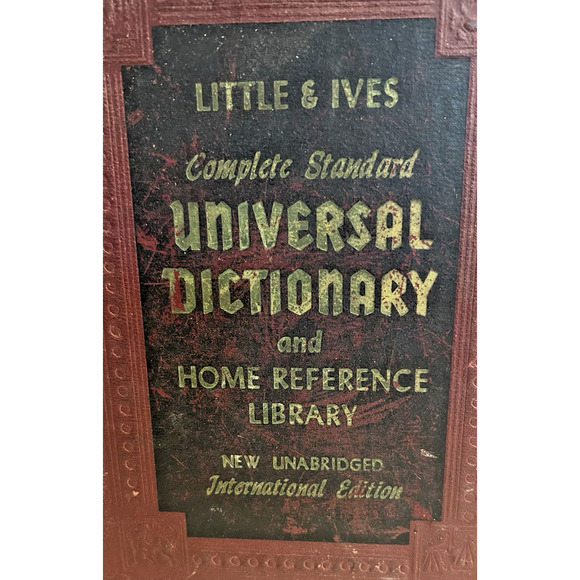 LITTLE & IVES
Complete Standard
UNIVERSAL
DICTIONARY
and
HOME REFERENCE
LIBRARY
NEW UNABRIDGED
International Edition